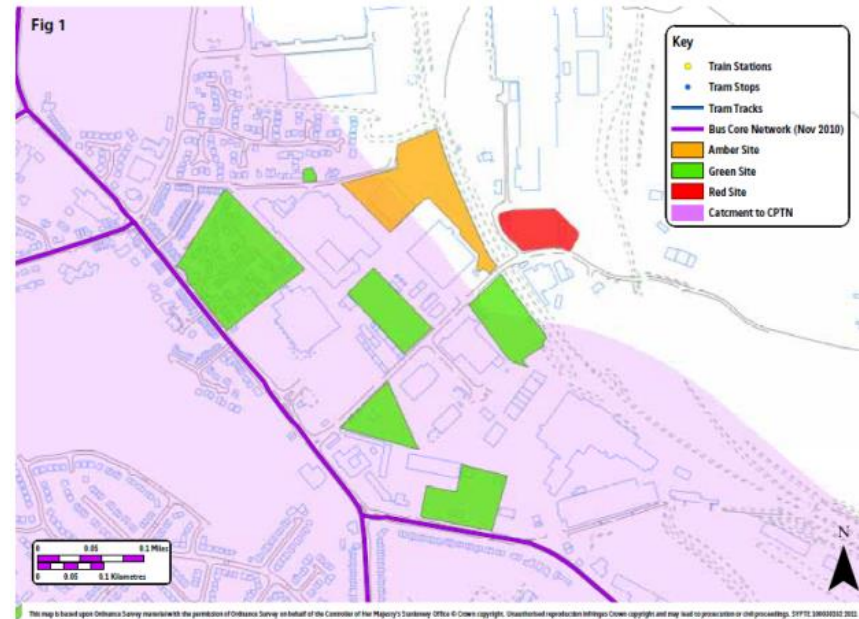 Fig 1
Key
Train Stations
Tram Stops
Tram Tracks
Bus Core Network (Nov 2010)
Amber Site
Green Site
Red Site
Catcment to CPTN
0 0.05 0.1 Miles
0 0.05 0.1 Kilometres
N
This map is based upon Ordnance Survey material with the permission of Ordnance Survey on behalf of the Controller of Her Majesty's Stationery Office © Crown copyright. Unauthorised reproduction infringes Crown copyright and may lead to prosecution or civil proceedings. SYPTE